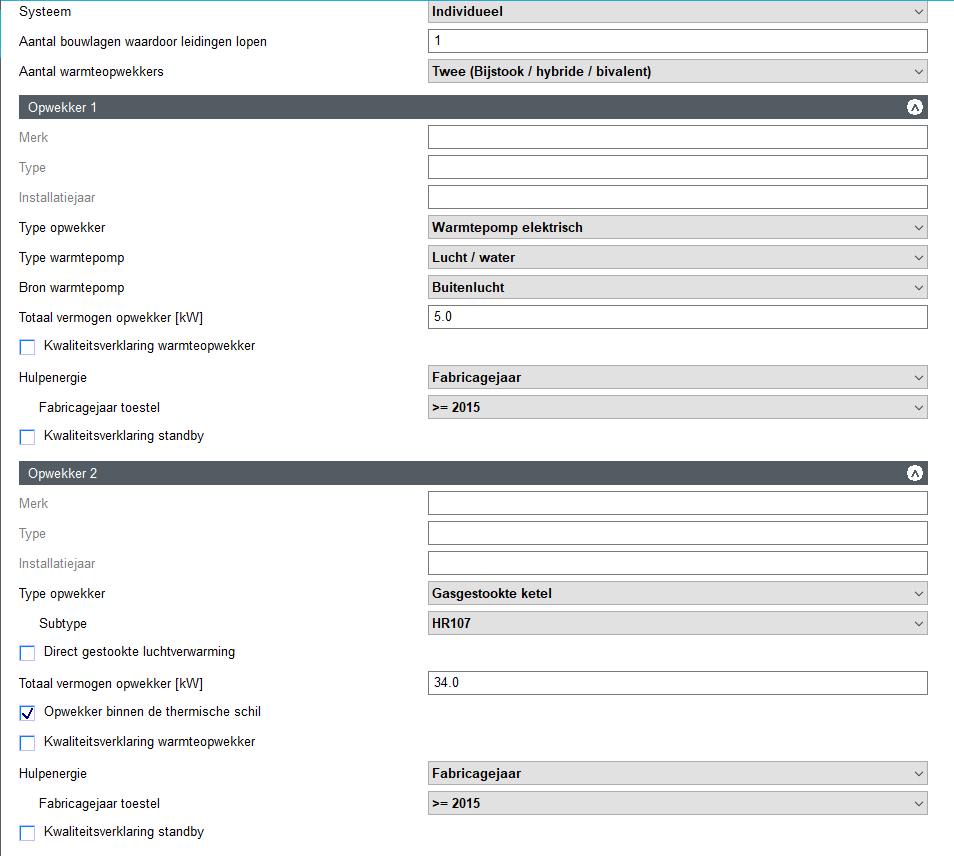 Systeem Individueel
Aantal bouwlagen waardoor leidingen lopen 1
Aantal warmteopwekkers Twee (Bijstook / hybride / bivalent)
Opwekker 1
Merk
Type
Installatiejaar
Type opwekker Warmtepomp elektrisch
Type warmtepomp Lucht / water
Bron warmtepomp Buitenlucht
Totaal vermogen opwekker [kW] 5.0
Kwaliteitsverklaring warmteopwekker
Hulpenergie Fabricagejaar
Fabricagejaar toestel >= 2015
Kwaliteitsverklaring standby
Opwekker 2
Merk
Type
Installatiejaar
Type opwekker Gasgestookte ketel
Subtype HR107
Direct gestookte luchtverwarming
Totaal vermogen opwekker [kW] 34.0
Opwekker binnen de thermische schil
Kwaliteitsverklaring warmteopwekker
Hulpenergie Fabricagejaar
Fabricagejaar toestel >= 2015
Kwaliteitsverklaring standby